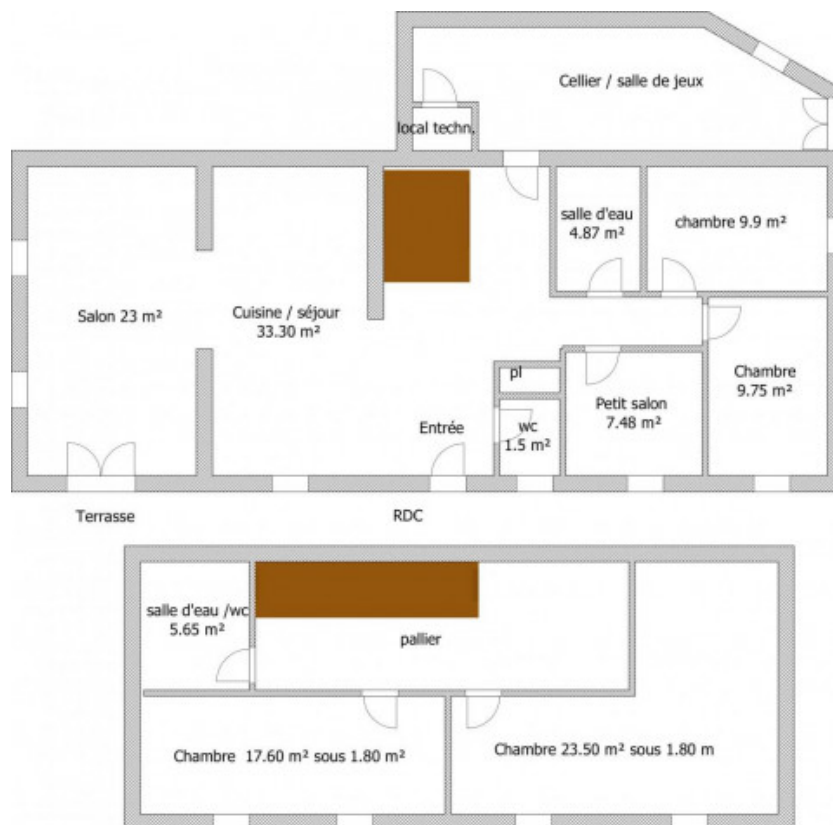 Cellier / salle de jeux
local techn.
salle d'eau
4.87 m²
chambre 9.9 m²
Salon 23 m²
Cuisine / séjour
33.30 m²
Chambre
9.75 m²
pl
Petit salon
7.48 m²
Entrée
wc
1.5 m²
Terrasse
RDC
salle d'eau /wc
5.65 m²
pallier
Chambre 17.60 m² sous 1.80 m²
Chambre 23.50 m² sous 1.80 m